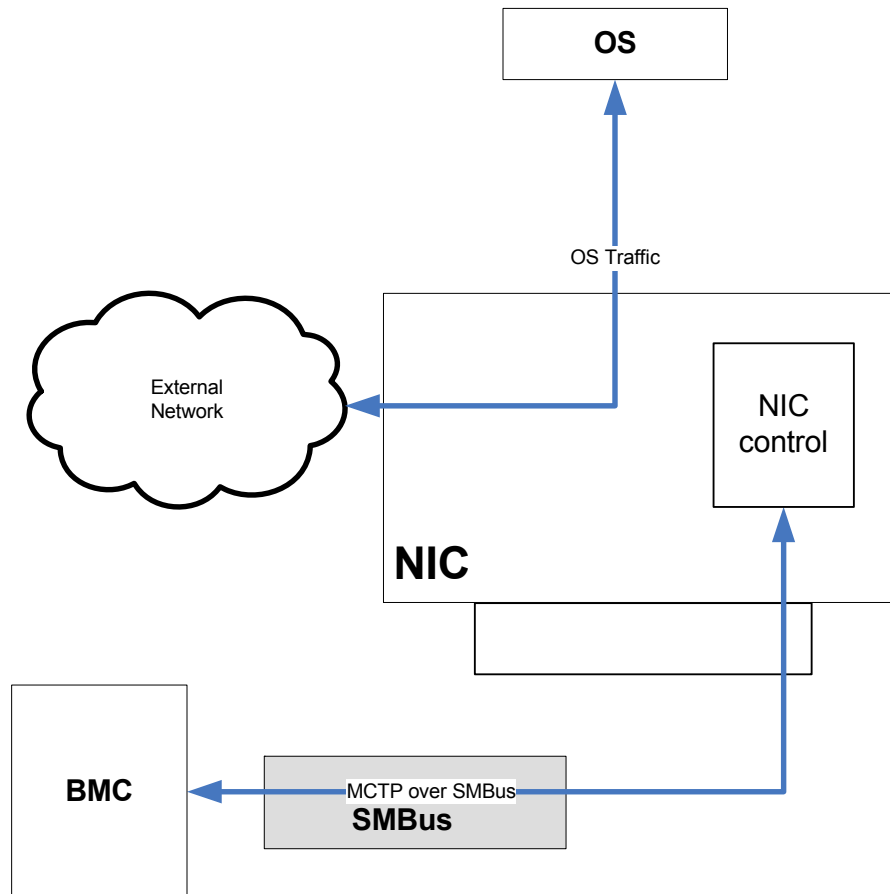 OS
OS Traffic
External
Network
NIC
control
NIC
BMC
MCTP over SMBus
SMBus